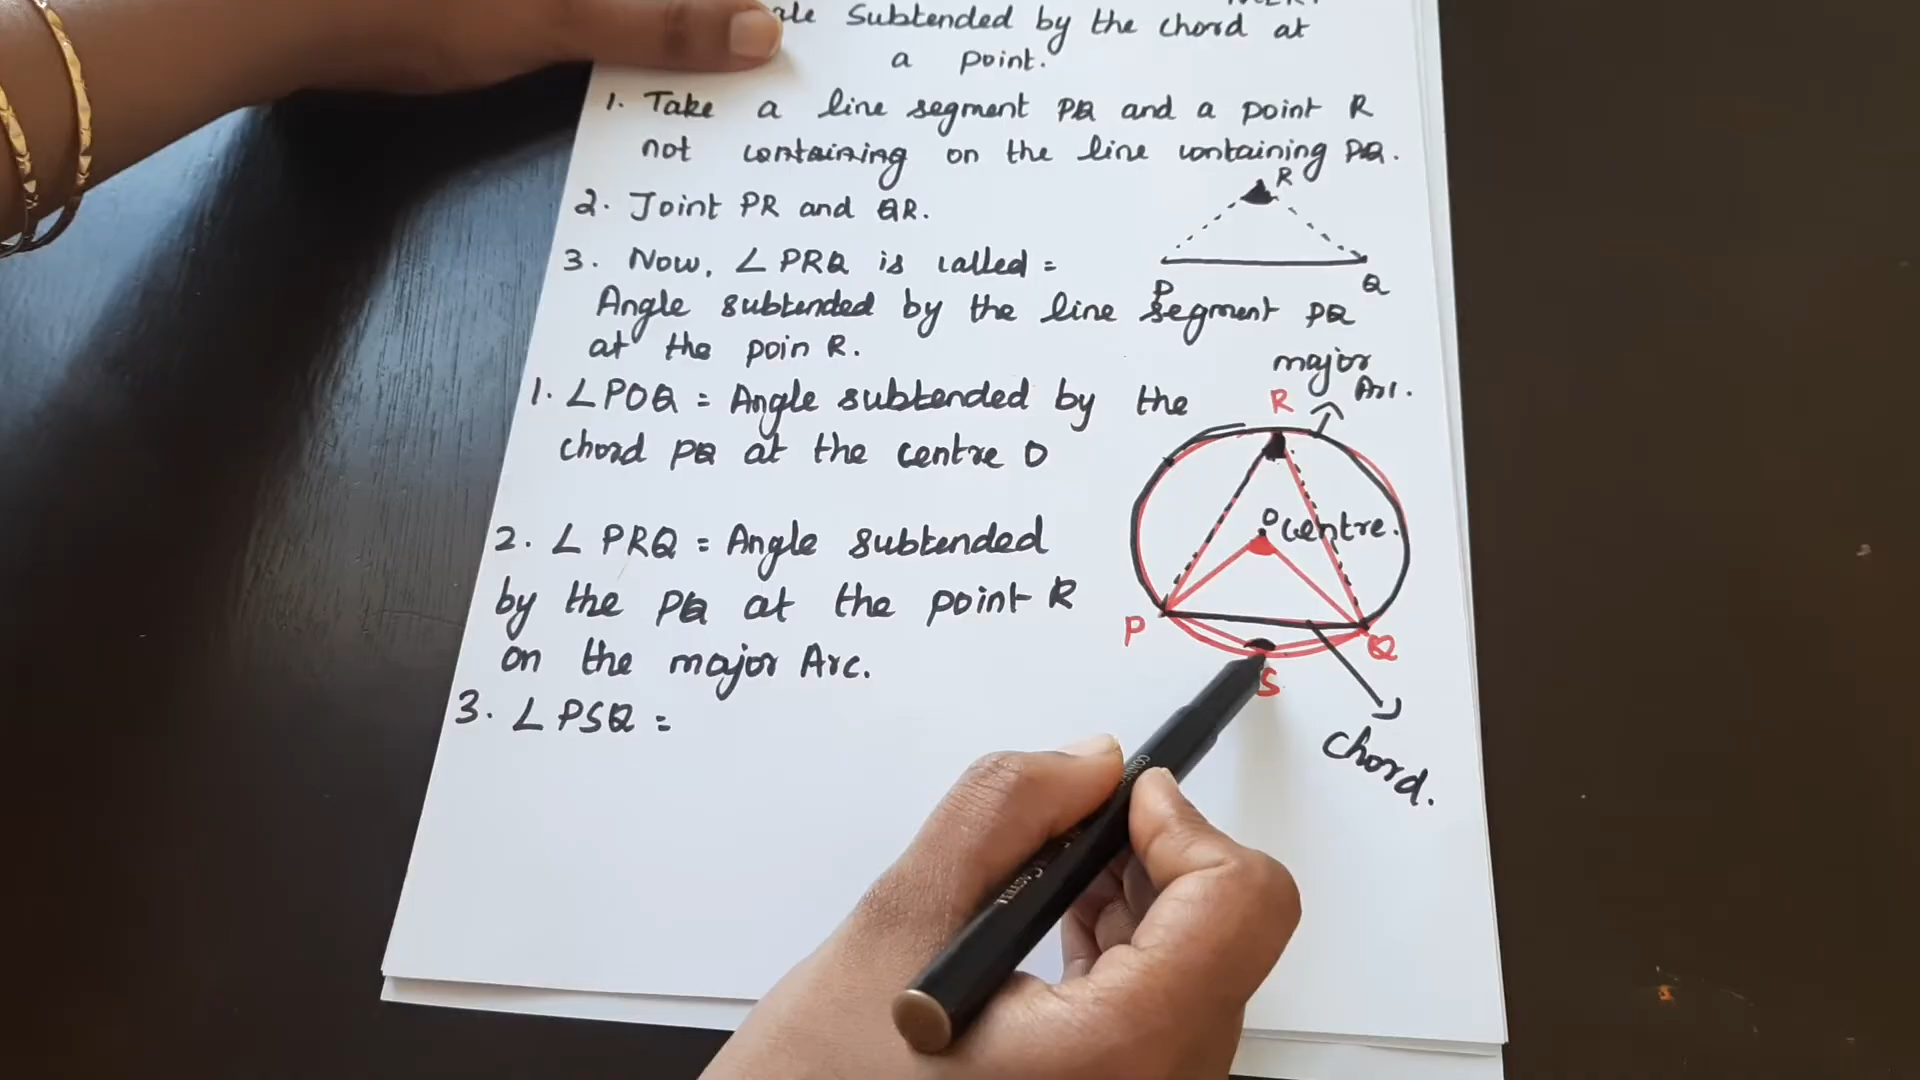 Subtended by the chord at
a point.
1. Take a line segment PQ and a point R
not containing on the line containing PQ.
R
2. Joint PR and QR.
3. Now, ∠ PRQ is called =
P
Q
Angle subtended by the line segment PQ
at the poin R.
major
Arc.
R
1. ∠POQ = Angle subtended by the
chord PQ at the centre O
O centre.
2. ∠ PRQ = Angle subtended
by the PQ at the point R
P
Q
on the major Arc.
S
3. ∠ PSQ =
chord.